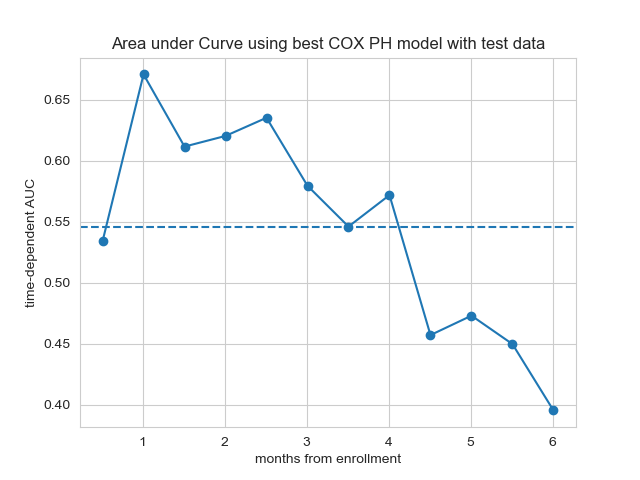 Area under Curve using best COX PH model with test data
time-dependent AUC
0.65
0.60
0.55
0.50
0.45
0.40
1 2 3 4 5 6
months from enrollment